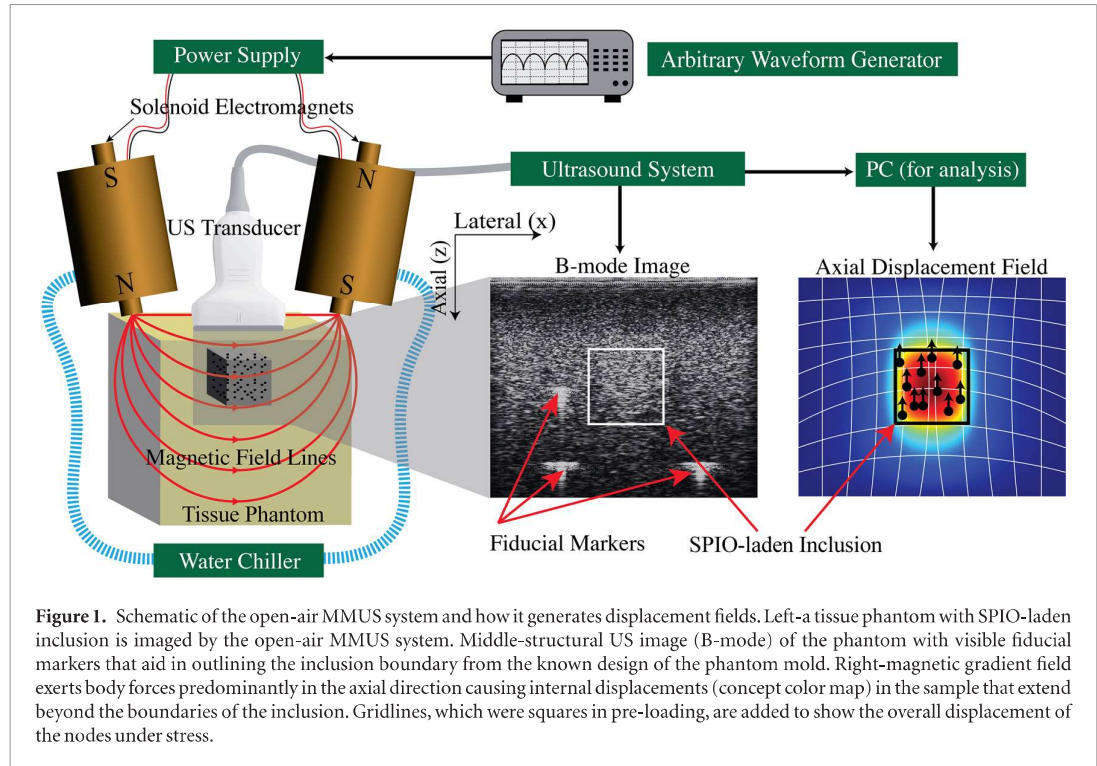 Power Supply
Arbitrary Waveform Generator
Solenoid Electromagnets
S
N
Ultrasound System
PC (for analysis)
US Transducer
Lateral (x)
Axial (z)
B-mode Image
Axial Displacement Field
N
S
Magnetic Field Lines
Tissue Phantom
Fiducial Markers
SPIO-laden Inclusion
Water Chiller
Figure 1. Schematic of the open-air MMUS system and how it generates displacement fields. Left-a tissue phantom with SPIO-laden
inclusion is imaged by the open-air MMUS system. Middle-structural US image (B-mode) of the phantom with visible fiducial
markers that aid in outlining the inclusion boundary from the known design of the phantom mold. Right-magnetic gradient field
exerts body forces predominantly in the axial direction causing internal displacements (concept color map) in the sample that extend
beyond the boundaries of the inclusion. Gridlines, which were squares in pre-loading, are added to show the overall displacement of
the nodes under stress.